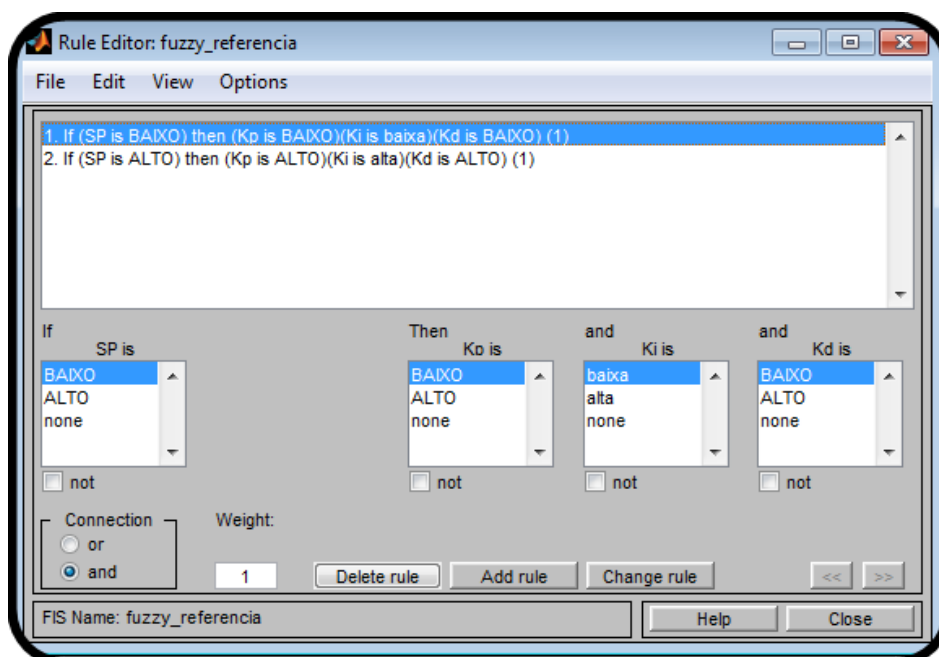 Rule Editor: fuzzy_referencia
File Edit View Options
1. If (SP is BAIXO) then (Kp is BAIXO)(Ki is baixa)(Kd is BAIXO) (1)
2. If (SP is ALTO) then (Kp is ALTO)(Ki is alta)(Kd is ALTO) (1)
If Then and and
SP is Kp is Ki is Kd is
BAIXO BAIXO baixa BAIXO
ALTO ALTO alta ALTO
none none none none
not not not not
Connection Weight:
or
and 1 Delete rule Add rule Change rule << >>
FIS Name: fuzzy_referencia Help Close